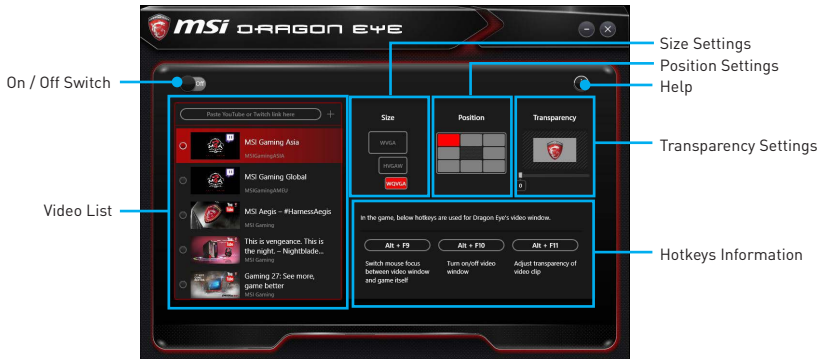 msi DRAGON EYE
Size Settings
Position Settings
Help
On / Off Switch
Off
Paste YouTube or Twitch link here
MSI Gaming Asia
MSIGamingASIA
MSI Gaming Global
MSIGamingAMEU
MSI Aegis – #HarnessAegis
MSI Gaming
This is vengeance. This is
the night. – Nightblade...
MSI Gaming
Gaming 27: See more,
game better
MSI Gaming
Video List
Size
WVGA
HVGAW
WQVGA
Position
Transparency
0
Transparency Settings
In the game, below hotkeys are used for Dragon Eye's video window.
Alt + F9
Switch mouse focus
between video window
and game itself
Alt + F10
Turn on/off video
window
Alt + F11
Adjust transparency of
video clip
Hotkeys Information